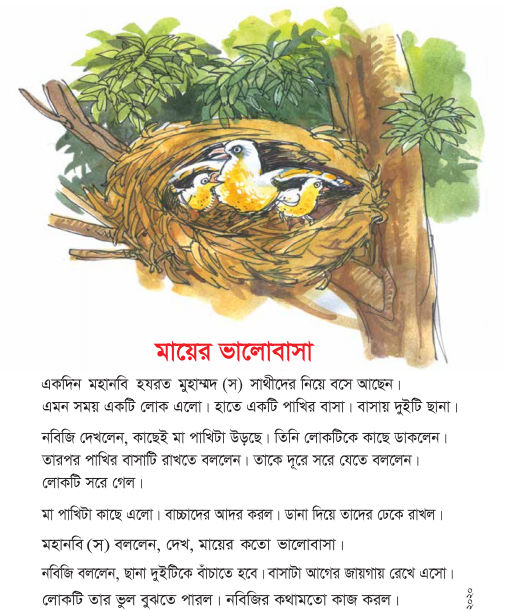 মায়ের ভালোবাসা
একদিন মহানবি হযরত মুহাম্মদ (স) সাথীদের নিয়ে বসে আছেন।
এমন সময় একটি লোক এলো। হাতে একটি পাখির বাসা। বাসায় দুইটি ছানা।
নবিজি দেখলেন, কাছেই মা পাখিটা উড়ছে। তিনি লোকটিকে কাছে ডাকলেন।
তারপর পাখির বাসাটি রাখতে বললেন। তাকে দূরে সরে যেতে বললেন।
লোকটি সরে গেল।
মা পাখিটা কাছে এলো। বাচ্চাদের আদর করল। ডানা দিয়ে তাদের ঢেকে রাখল।
মহানবি (স) বললেন, দেখ, মায়ের কতো ভালোবাসা।
নবিজি বললেন, ছানা দুইটিকে বাঁচাতে হবে। বাসাটা আগের জায়গায় রেখে এসো।
লোকটি তার ভুল বুঝতে পারল। নবিজির কথামতো কাজ করল।
২০২০